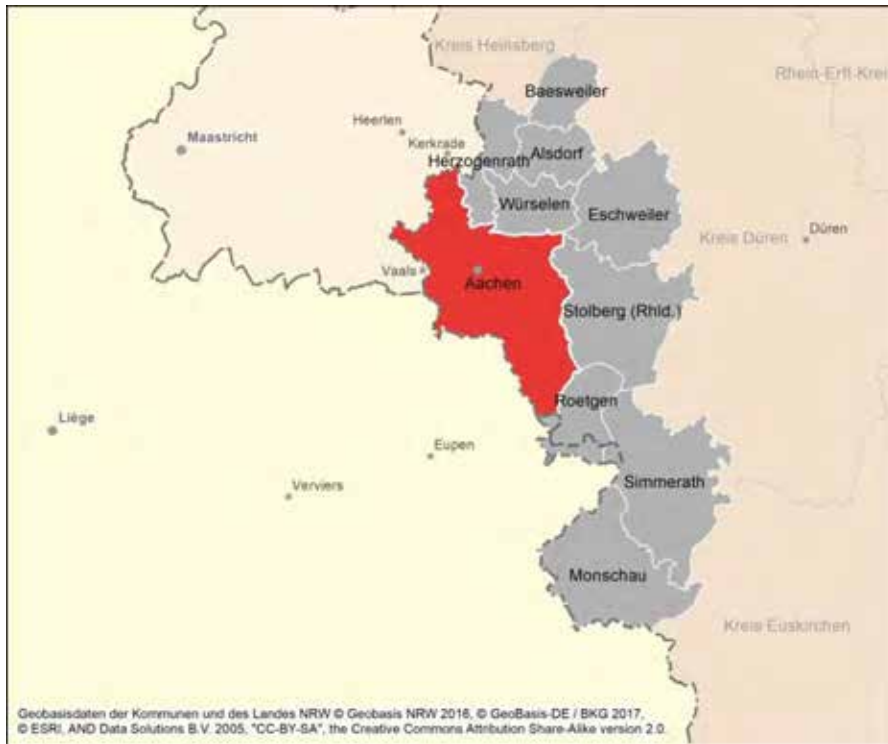 Kreis Heinsberg
Rhein-Erft-Kreis
Baesweiler
Heerlen
Maastricht
Kerkrade
Herzogenrath
Alsdorf
Würselen
Eschweiler
Düren
Kreis Düren
Vaals
Aachen
Stolberg (Rhld.)
Roetgen
Liège
Eupen
Simmerath
Verviers
Monschau
Kreis Euskirchen
Geobasisdaten der Kommunen und des Landes NRW © Geobasis NRW 2016, © GeoBasis-DE / BKG 2017,
© ESRI, AND Data Solutions B.V. 2005, "CC-BY-SA", the Creative Commons Attribution Share-Alike version 2.0.